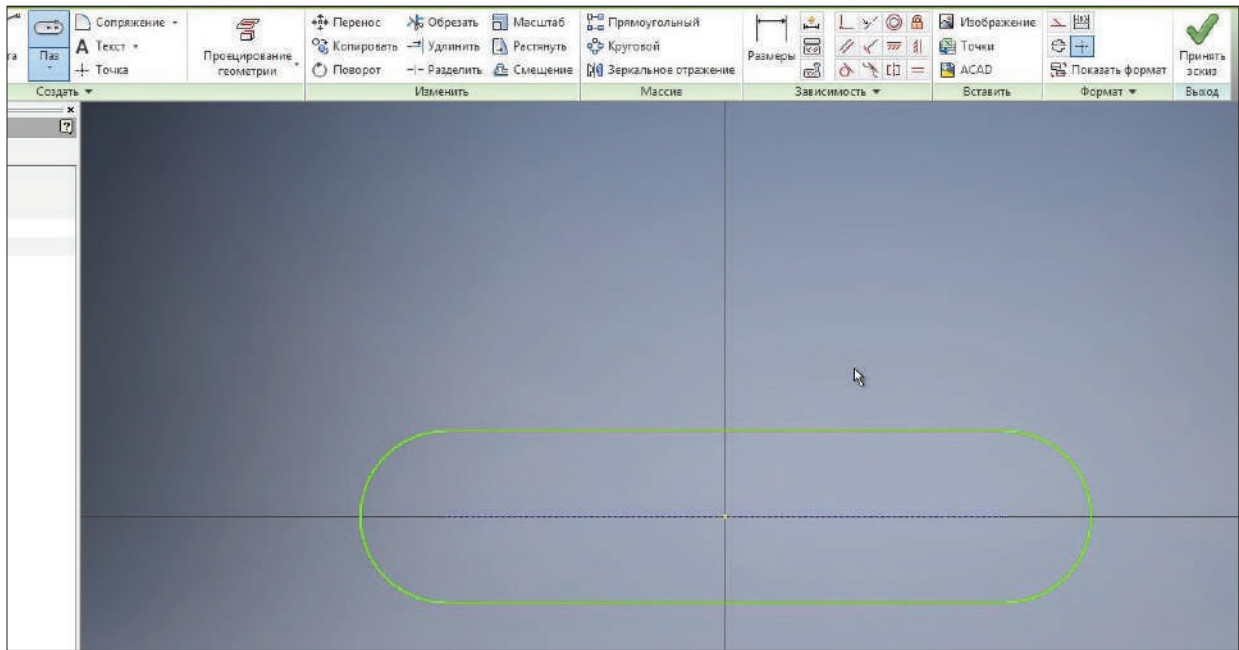 Сопряжение
Перенос
Обрезать
Масштаб
Прямоугольный
Изображение
га
Паз
A Текст
Проецирование
геометрии
Копировать
Удлинить
Растянуть
Круговой
Размеры
Точки
Принять
эскиз
Точка
Поворот
Разделить
Смещение
Зеркальное отражение
ACAD
Показать формат
Создать
Изменить
Массив
Зависимость
Вставить
Формат
Выход